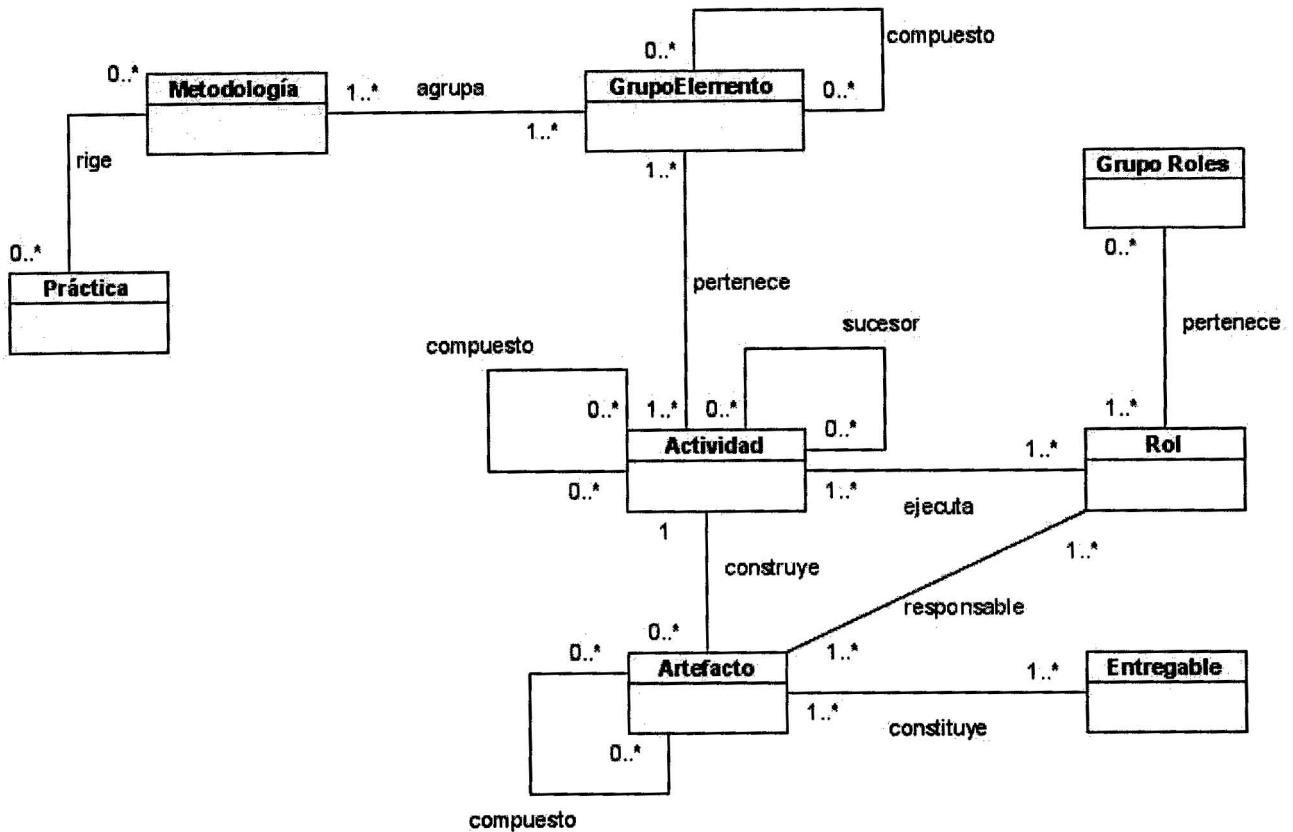 compuesto
0..*
0..*
Metodología
1..*
agrupa
GrupoElemento
0..*
1..*
rige
1..*
Grupo Roles
0..*
0..*
Práctica
pertenece
sucesor
pertenece
compuesto
0..*
1..*
0..*
1..*
0..*
Actividad
1..*
Rol
0..*
1..*
ejecuta
1
1..*
construye
responsable
0..*
0..*
1..*
1..*
Artefacto
Entregable
1..*
constituye
0..*
compuesto